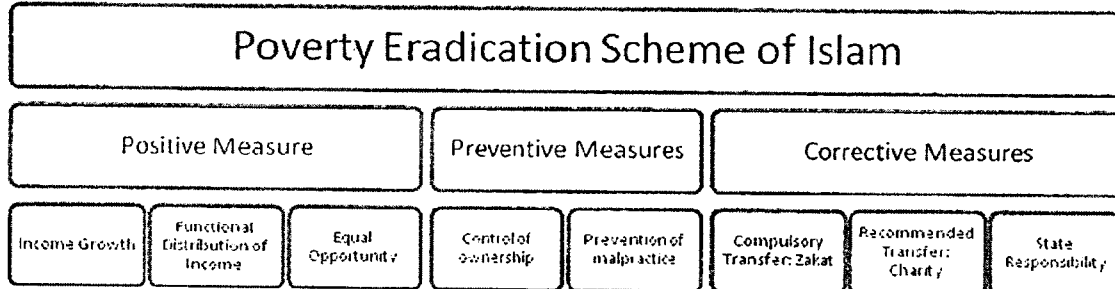 Poverty Eradication Scheme of Islam
Positive Measure
Preventive Measures
Corrective Measures
Income Growth
Functional
Distribution of
Income
Equal
Opportunity
Control of
ownership
Prevention of
malpractice
Compulsory
Transfer: Zakat
Recommended
Transfer:
Charity
State
Responsibility